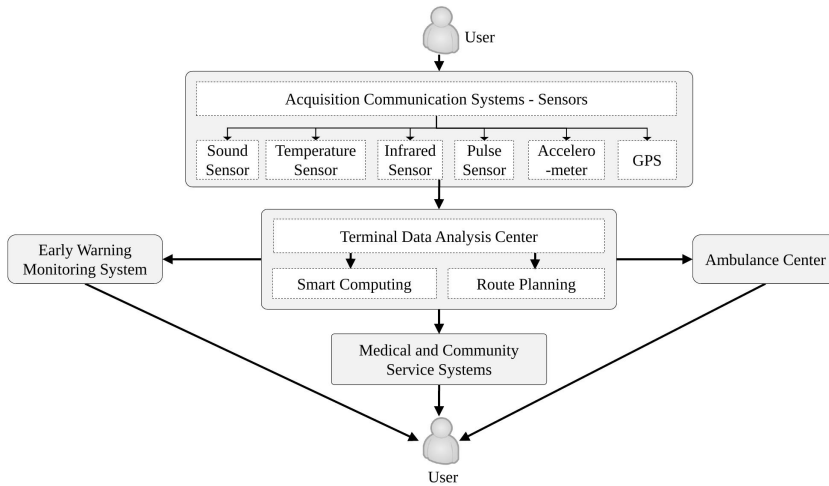 User
Acquisition Communication Systems - Sensors
Sound
Sensor
Temperature
Sensor
Infrared
Sensor
Pulse
Sensor
Accelero
-meter
GPS
Terminal Data Analysis Center
Early Warning
Monitoring System
Ambulance Center
Smart Computing
Route Planning
Medical and Community
Service Systems
User